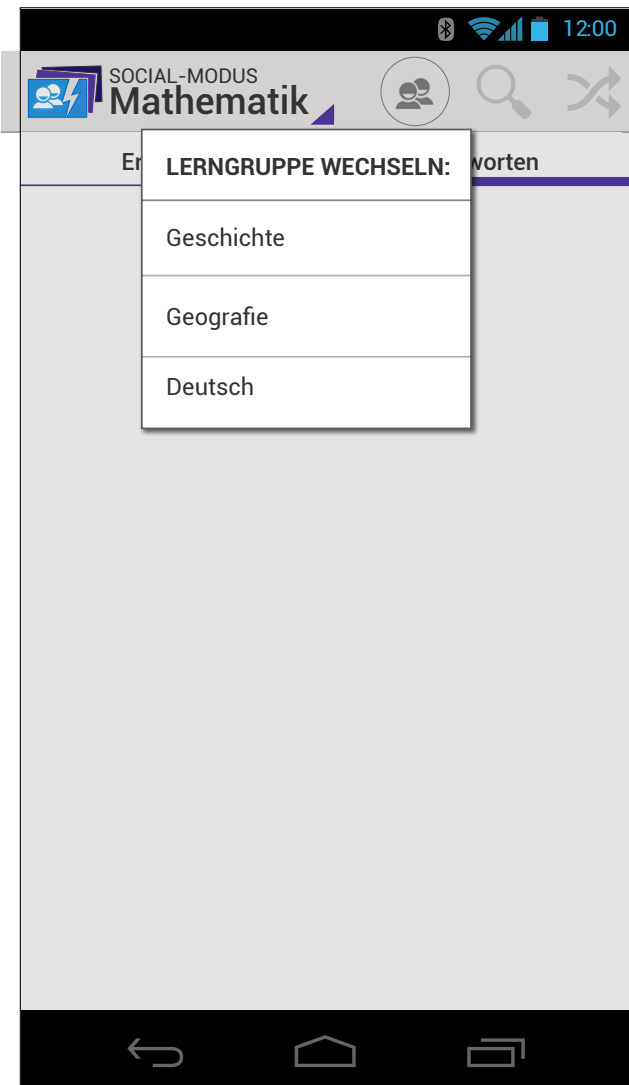 12:00
SOCIAL-MODUS
Mathematik
LERNGRUPPE WECHSELN:
Geschichte
Geografie
Deutsch